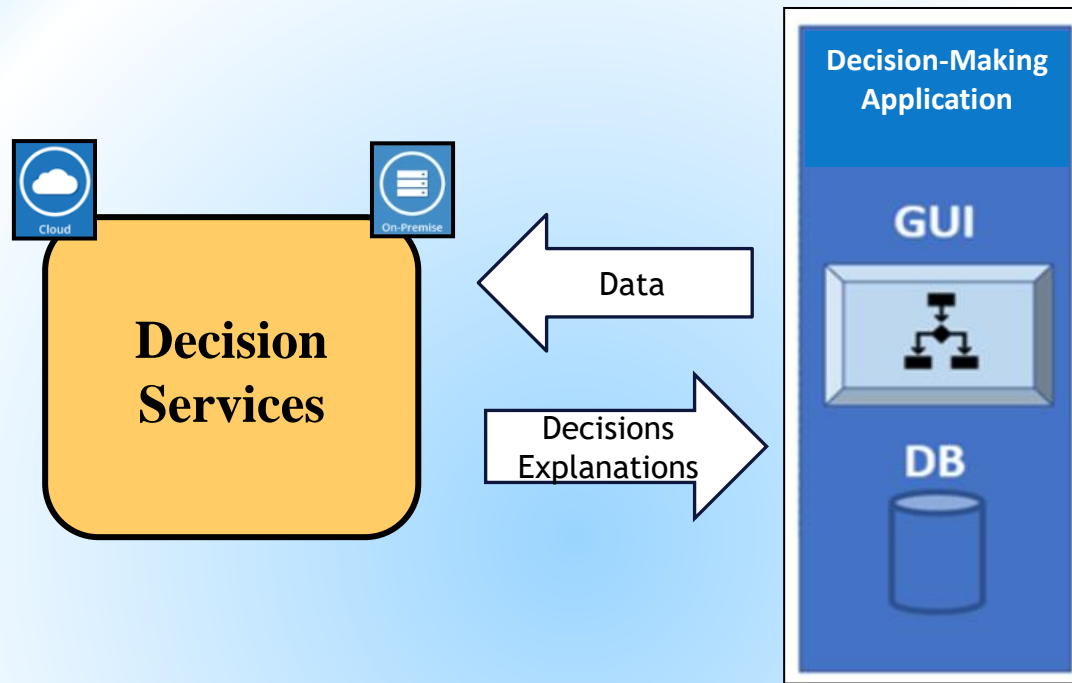 Decision-Making
Application
Cloud
On-Premise
GUI
Data
Decision
Services
Decisions
Explanations
DB